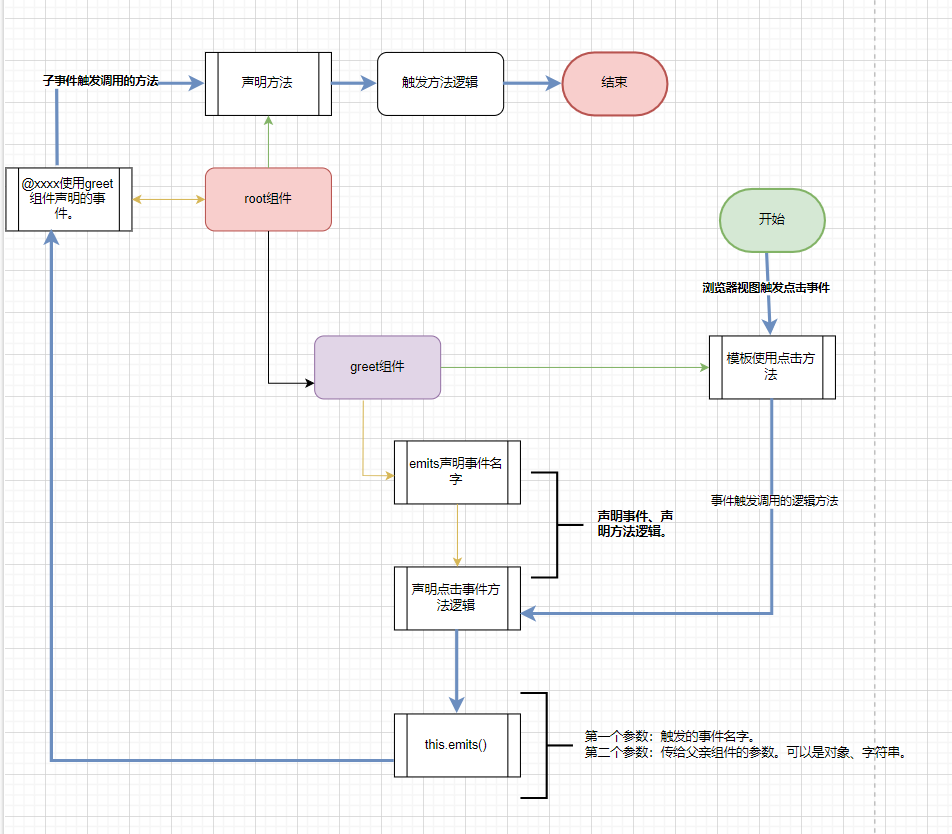 子事件触发调用的方法
声明方法
触发方法逻辑
结束
@xxxx使用greet
组件声明的事
件。
root组件
开始
浏览器视图触发点击事件
greet组件
模板使用点击方
法
emits声明事件名
字
事件触发调用的逻辑方法
声明事件、声
明方法逻辑。
声明点击事件方
法逻辑
this.emits()
第一个参数：触发的事件名字。
第二个参数：传给父亲组件的参数。可以是对象、字符串。